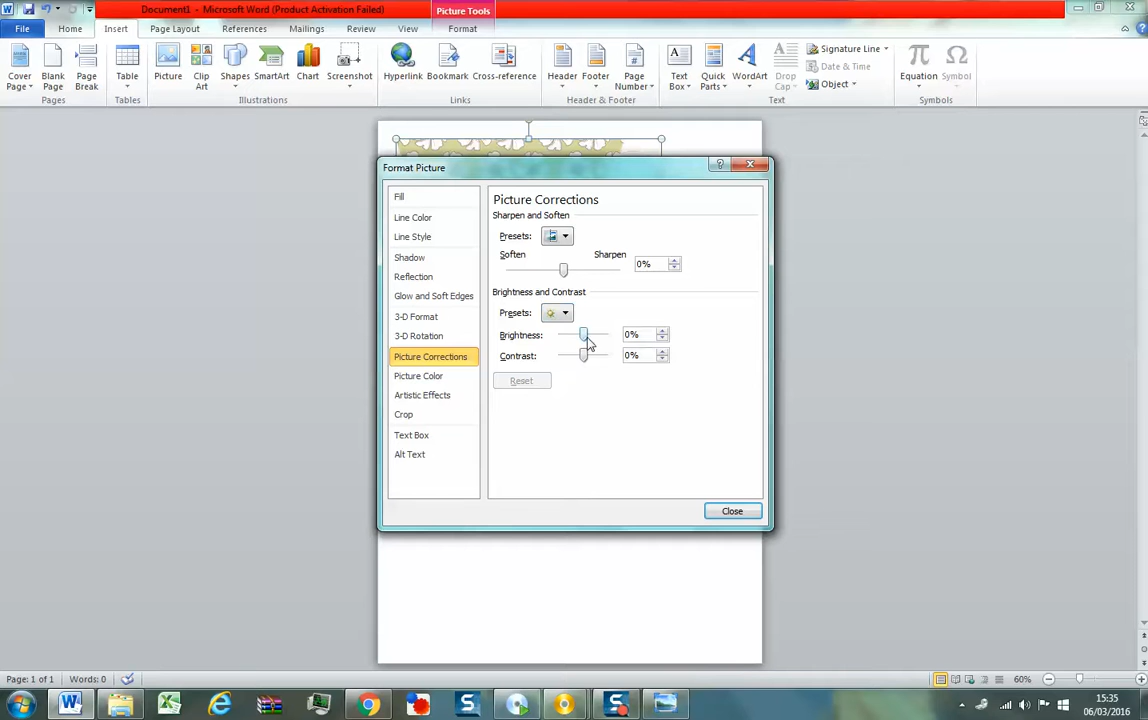 Document1 - Microsoft Word (Product Activation Failed)
Picture Tools
File Home Insert Page Layout References Mailings Review View Format
Cover Page
Blank Page
Page Break
Table
Picture
Clip Art
Shapes
SmartArt
Chart
Screenshot
Hyperlink
Bookmark
Cross-reference
Header
Footer
Page Number
Text Box
Quick Parts
WordArt
Drop Cap
Signature Line
Date & Time
Object
Equation
Symbol
Pages Tables Illustrations Links Header & Footer Text Symbols
Format Picture
Fill
Line Color
Line Style
Shadow
Reflection
Glow and Soft Edges
3-D Format
3-D Rotation
Picture Corrections
Picture Color
Artistic Effects
Crop
Text Box
Alt Text
Picture Corrections
Sharpen and Soften
Presets:
Soften Sharpen
0%
Brightness and Contrast
Presets:
Brightness: 0%
Contrast: 0%
Reset
Close
Page: 1 of 1 Words: 0
60%
15:35
06/03/2016